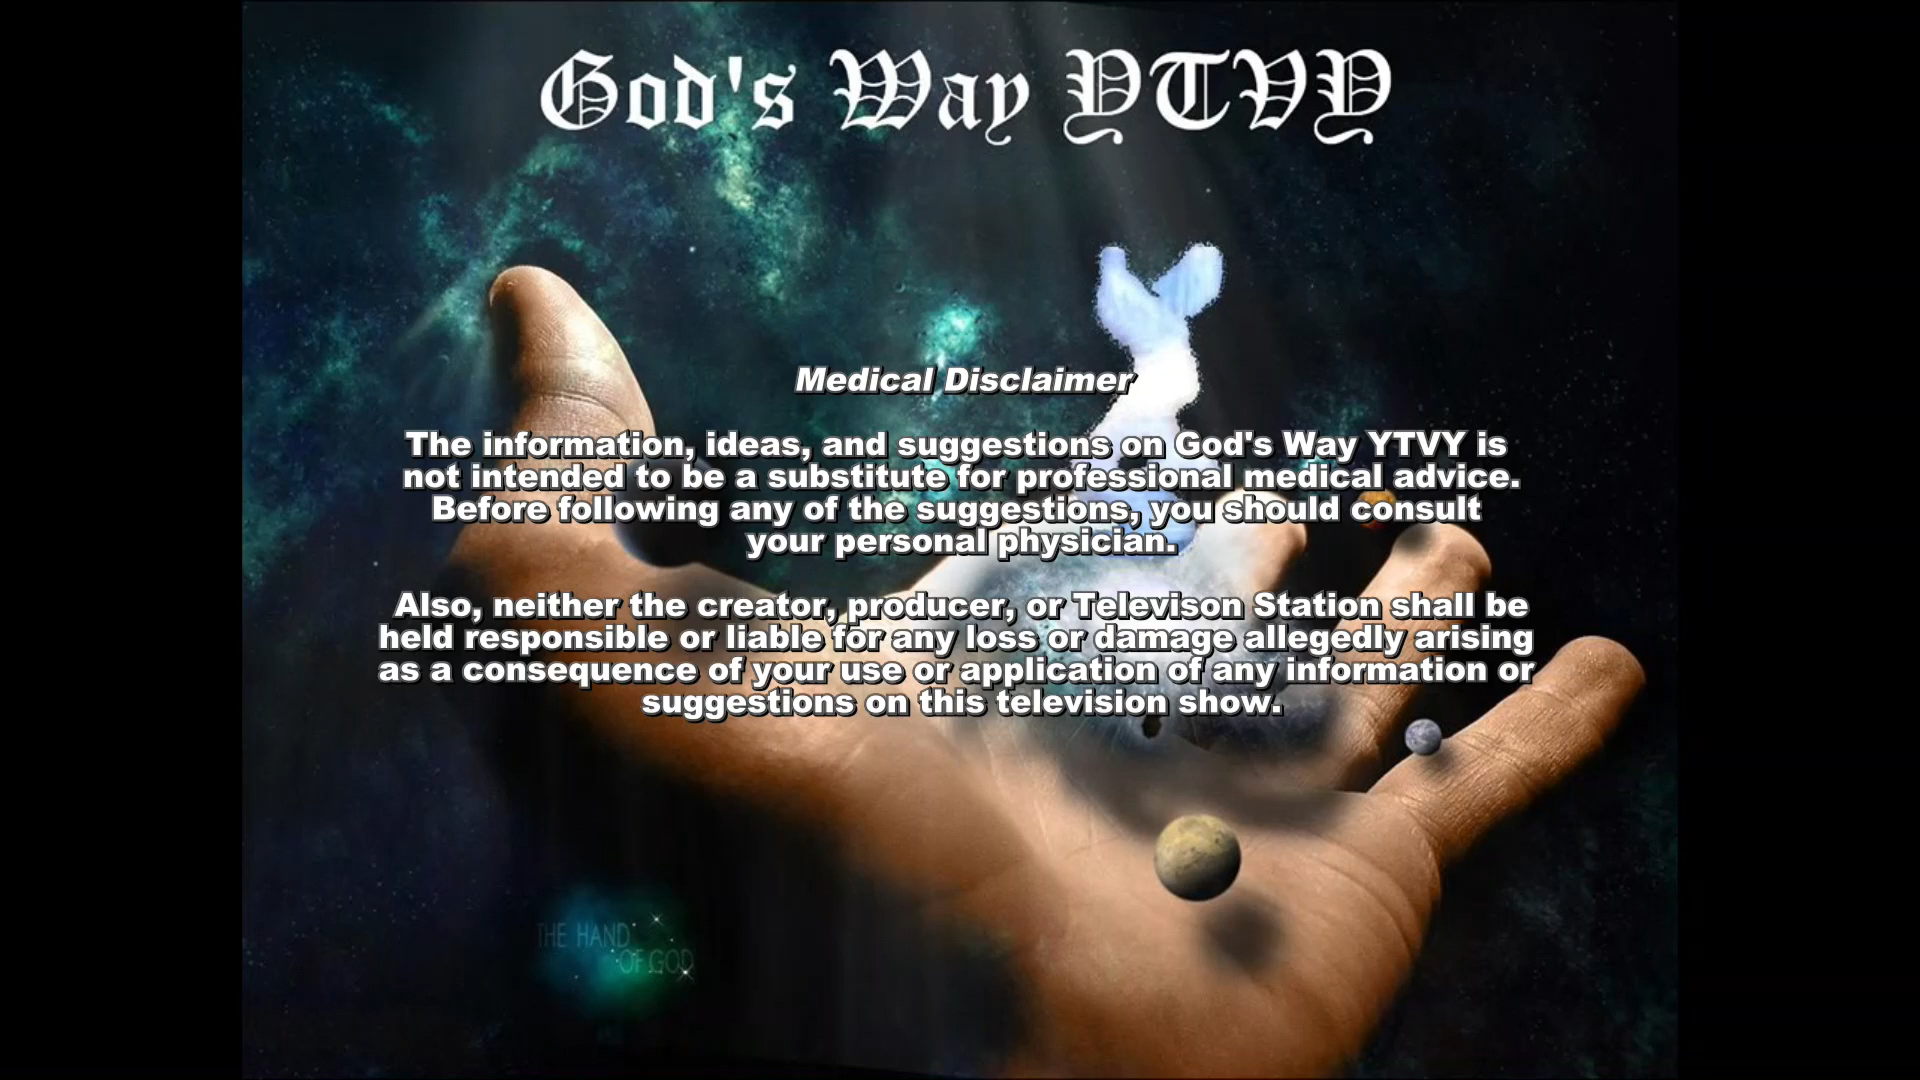 God's Way YTVY
Medical Disclaimer
The information, ideas, and suggestions on God's Way YTVY is
not intended to be a substitute for professional medical advice.
Before following any of the suggestions, you should consult
your personal physician.
Also, neither the creator, producer, or Televison Station shall be
held responsible or liable for any loss or damage allegedly arising
as a consequence of your use or application of any information or
suggestions on this television show.
THE HAND
OF GOD